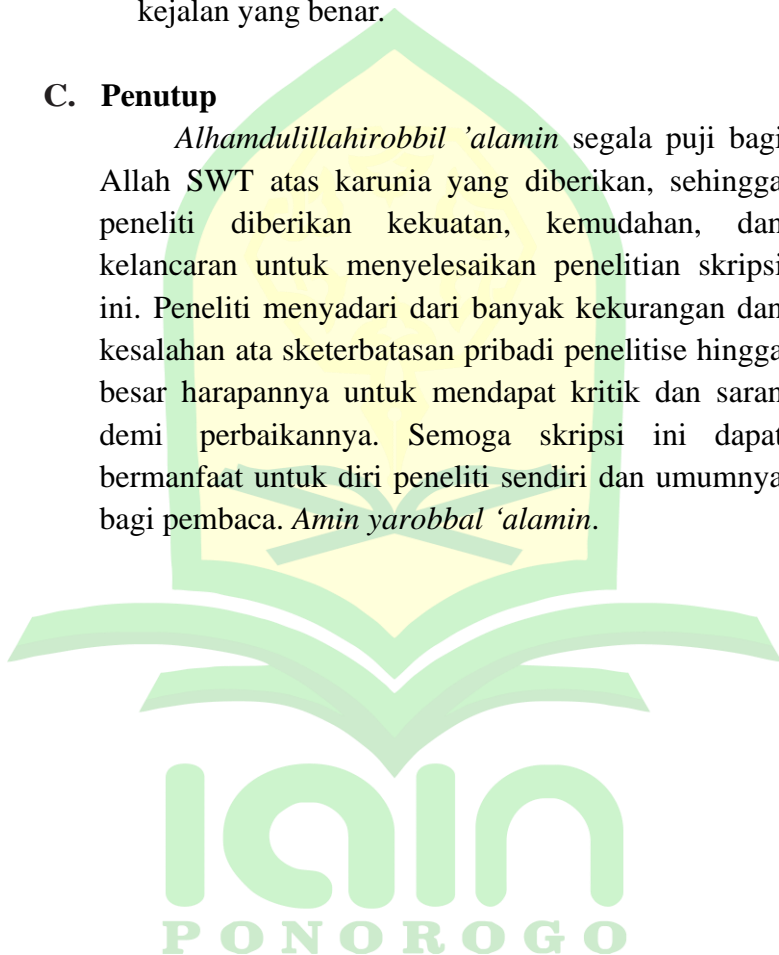 kejalan yang benar.
C. Penutup
Alhamdulillahirobbil ’alamin segala puji bagi
Allah SWT atas karunia yang diberikan, sehingga
peneliti diberikan kekuatan, kemudahan, dan
kelancaran untuk menyelesaikan penelitian skripsi
ini. Peneliti menyadari dari banyak kekurangan dan
kesalahan ata sketerbatasan pribadi penelitise hingga
besar harapannya untuk mendapat kritik dan saran
demi perbaikannya. Semoga skripsi ini dapat
bermanfaat untuk diri peneliti sendiri dan umumnya
bagi pembaca. Amin yarobbal ‘alamin.
iain
PONOROGO